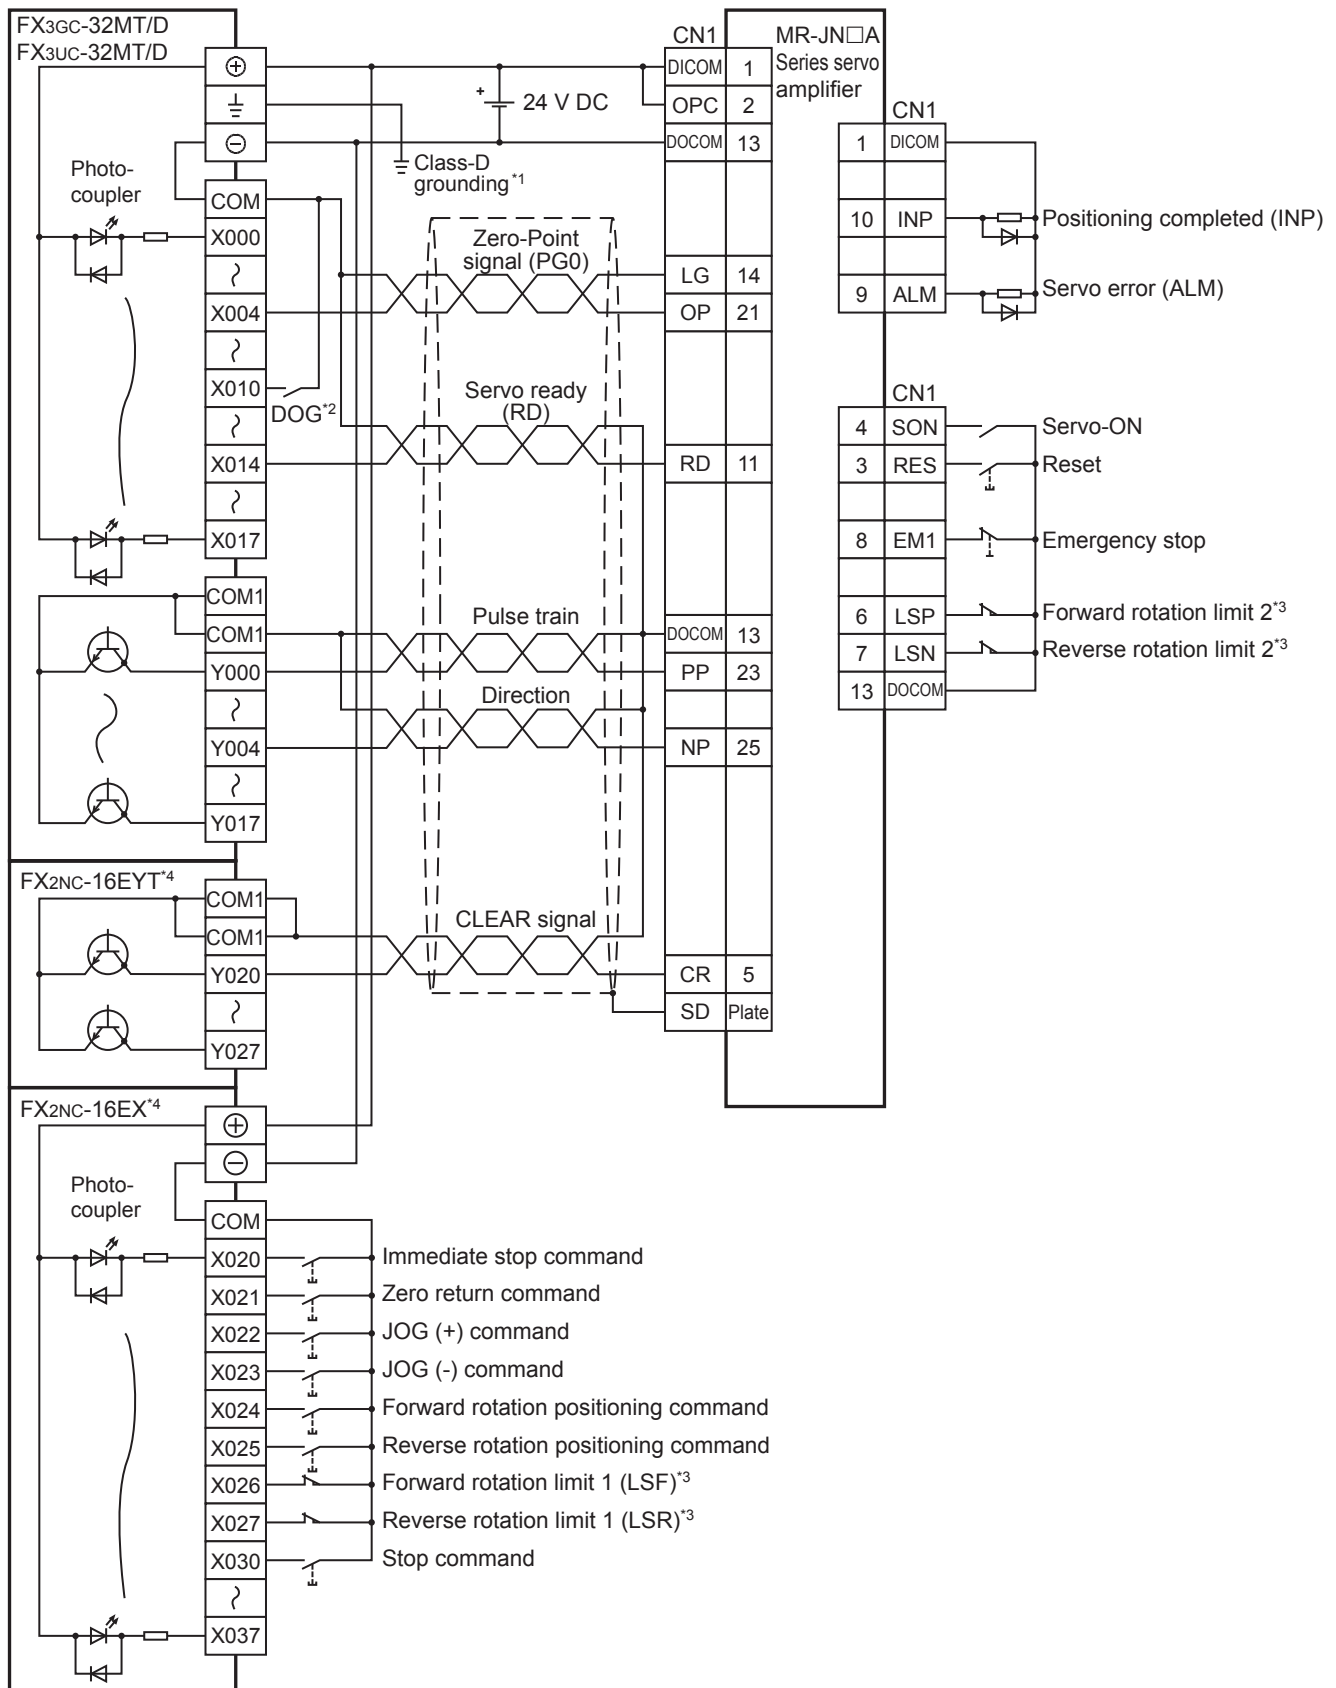 FX3GC-32MT/D
FX3UC-32MT/D
⊕
⊖
Photo-
coupler
COM
X000
X004
X010
X014
X017
COM1
COM1
Y000
Y004
Y017
DOG*2
+
24 V DC
Class-D
grounding*1
Zero-Point
signal (PG0)
Servo ready
(RD)
Pulse train
Direction
CLEAR signal
CN1
DICOM 1
OPC 2
DOCOM 13
LG 14
OP 21
RD 11
DOCOM 13
PP 23
NP 25
CR 5
SD Plate
MR-JN□A
Series servo
amplifier
CN1
1 DICOM
10 INP Positioning completed (INP)
9 ALM Servo error (ALM)
CN1
4 SON Servo-ON
3 RES Reset
8 EM1 Emergency stop
6 LSP Forward rotation limit 2*3
7 LSN Reverse rotation limit 2*3
13 DOCOM
FX2NC-16EYT*4
COM1
COM1
Y020
Y027
FX2NC-16EX*4
⊕
⊖
Photo-
coupler
COM
X020 Immediate stop command
X021 Zero return command
X022 JOG (+) command
X023 JOG (-) command
X024 Forward rotation positioning command
X025 Reverse rotation positioning command
X026 Forward rotation limit 1 (LSF)*3
X027 Reverse rotation limit 1 (LSR)*3
X030 Stop command
X037